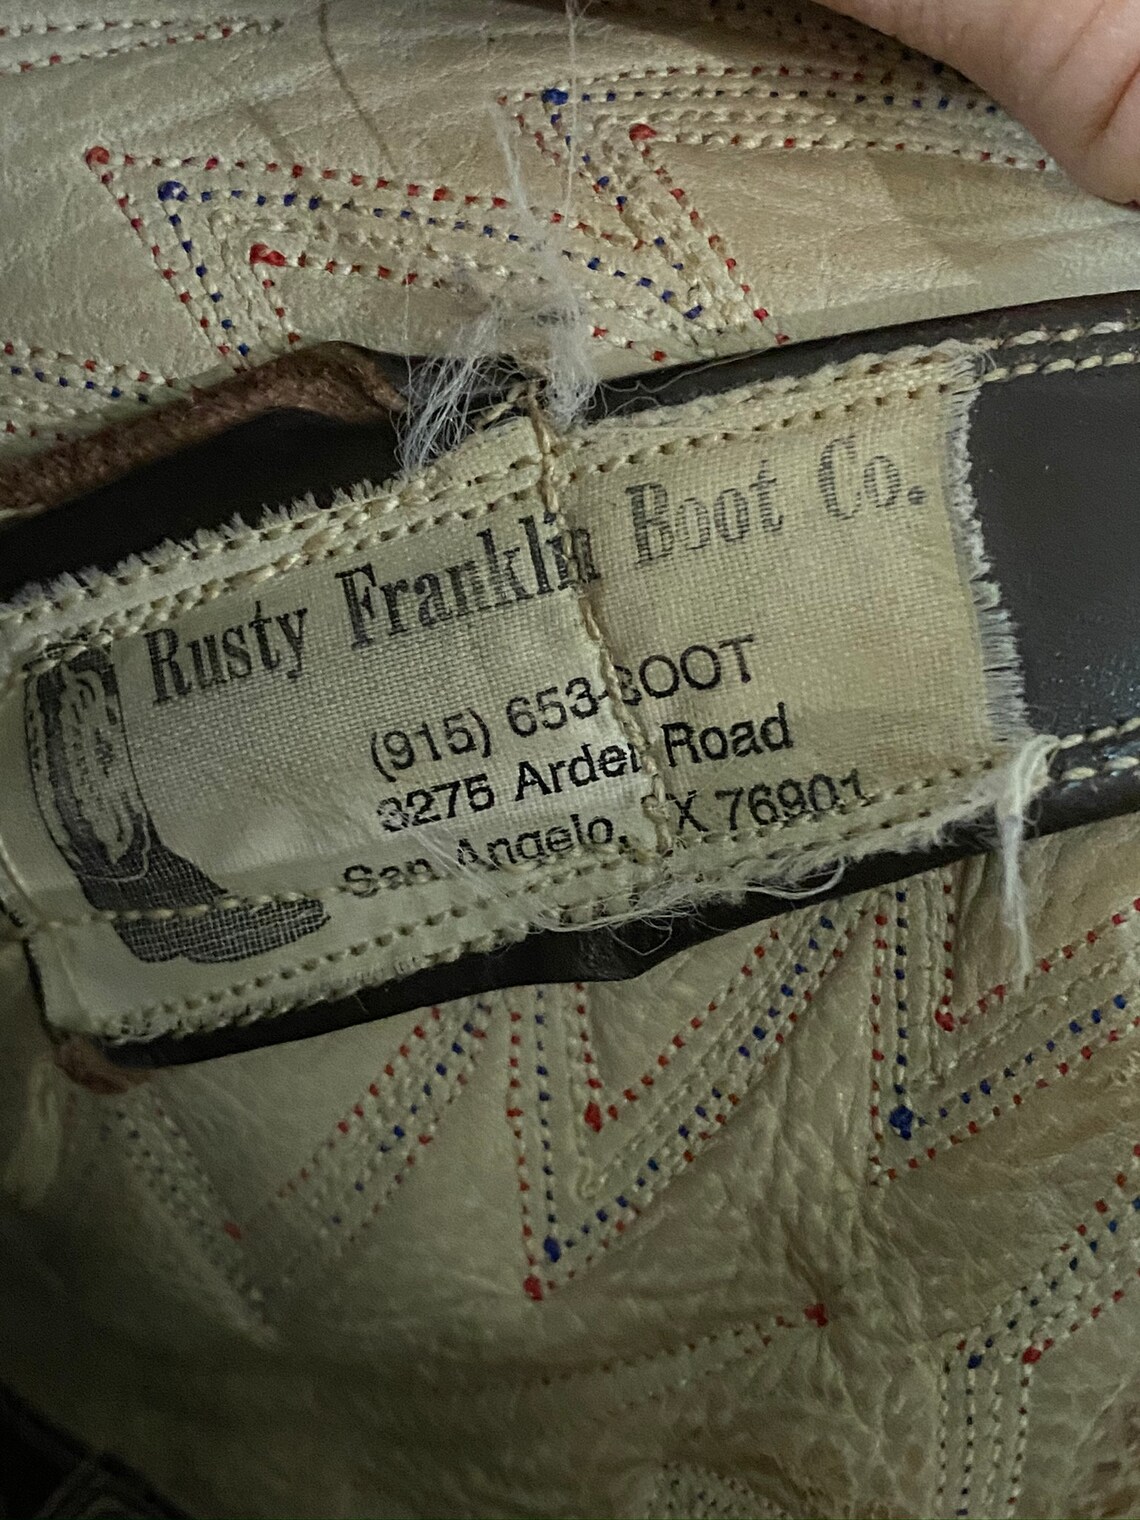 Rusty Franklin Boot Co.
(915) 653-BOOT
3275 Arden Road
San Angelo, TX 76901